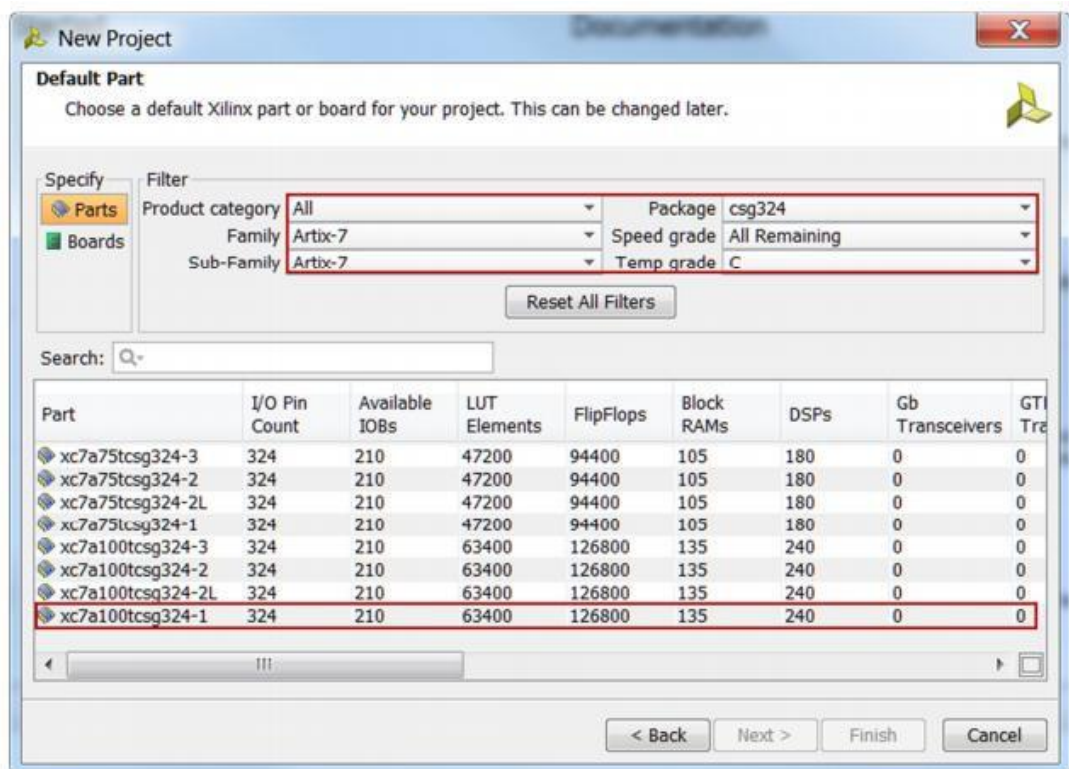 Documentation
New Project
X
Default Part
Choose a default Xilinx part or board for your project. This can be changed later.
Specify Filter
Parts Product category All Package csg324
Boards Family Artix-7 Speed grade All Remaining
Sub-Family Artix-7 Temp grade C
Reset All Filters
Search:
Part I/O Pin Count Available IOBs LUT Elements FlipFlops Block RAMs DSPs Gb Transceivers GT Tra
xc7a75tcsg324-3 324 210 47200 94400 105 180 0 0
xc7a75tcsg324-2 324 210 47200 94400 105 180 0 0
xc7a75tcsg324-2L 324 210 47200 94400 105 180 0 0
xc7a75tcsg324-1 324 210 47200 94400 105 180 0 0
xc7a100tcsg324-3 324 210 63400 126800 135 240 0 0
xc7a100tcsg324-2 324 210 63400 126800 135 240 0 0
xc7a100tcsg324-2L 324 210 63400 126800 135 240 0 0
xc7a100tcsg324-1 324 210 63400 126800 135 240 0 0
< Back Next > Finish Cancel